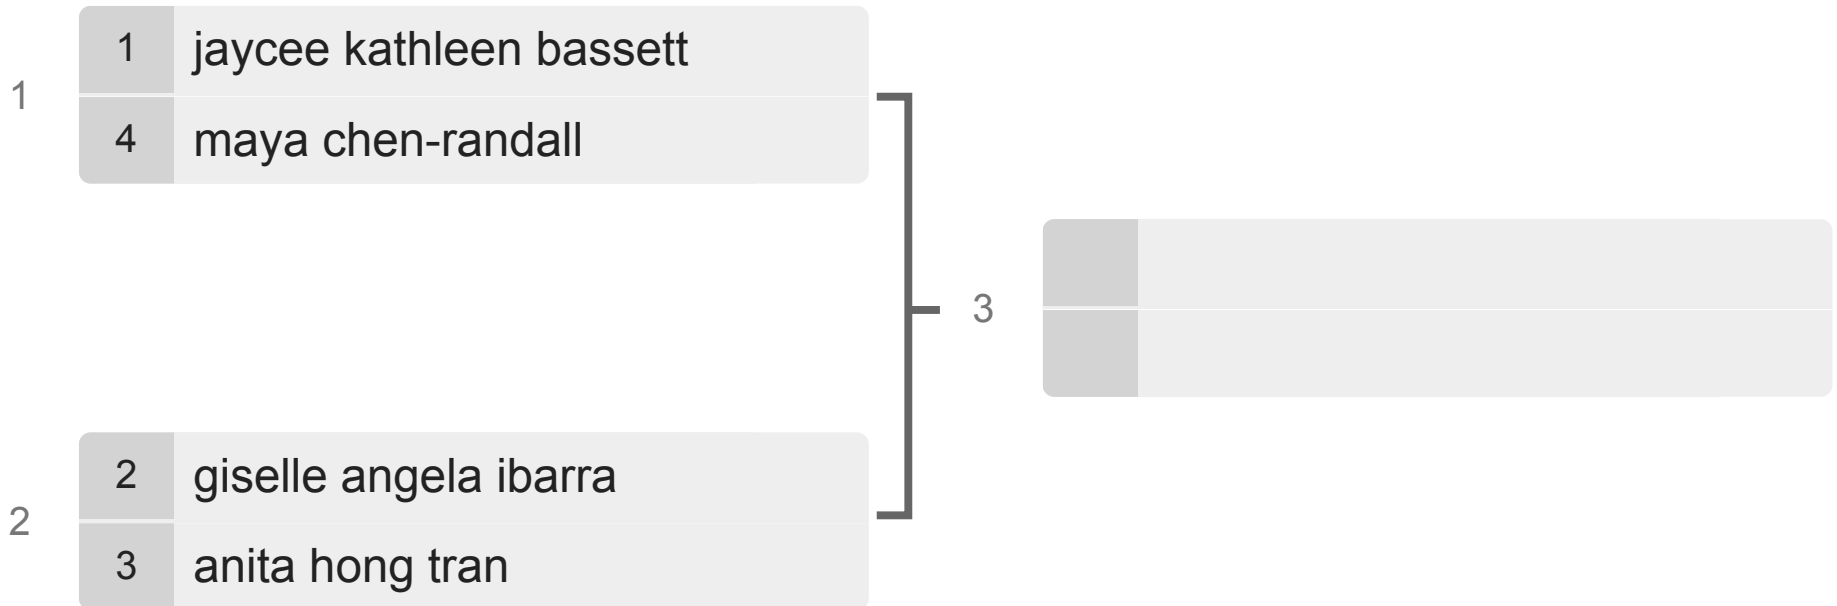 1
1 jaycee kathleen bassett
4 maya chen-randall
3
2
2 giselle angela ibarra
3 anita hong tran